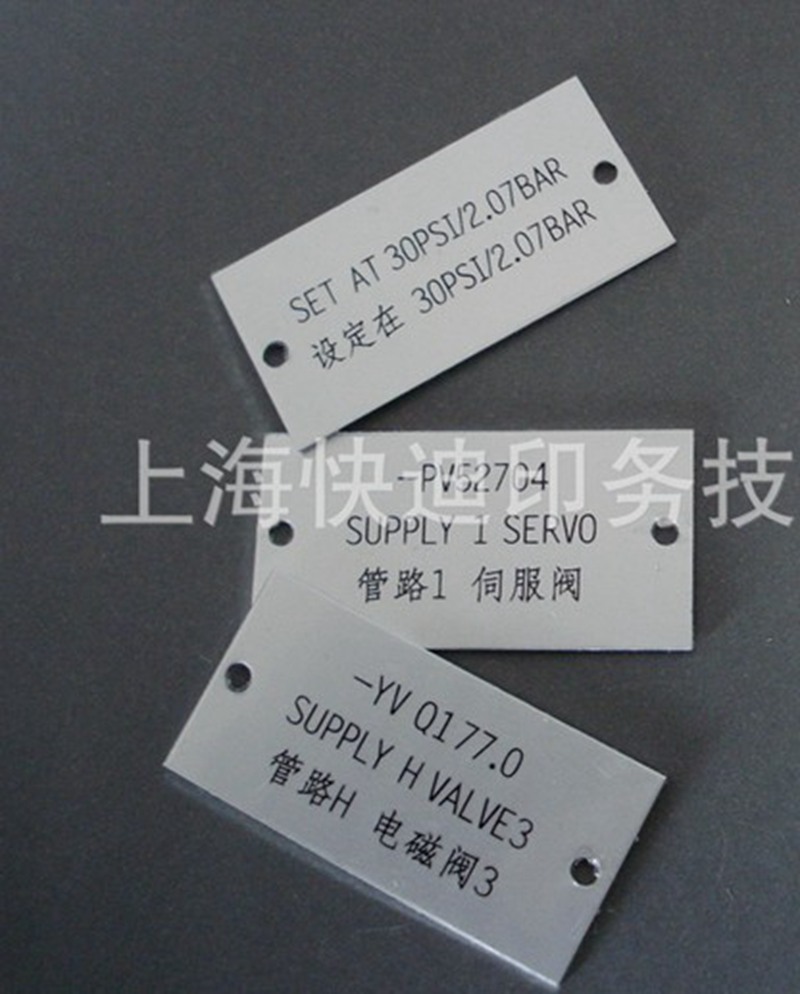 SET AT 30PSI/2.07BAR
设定在 30PSI/2.07BAR
上海快迪印务技
-PV52704
SUPPLY 1 SERVO
管路1 伺服阀
-YV Q177.0
SUPPLY H VALVE3
管路H 电磁阀3